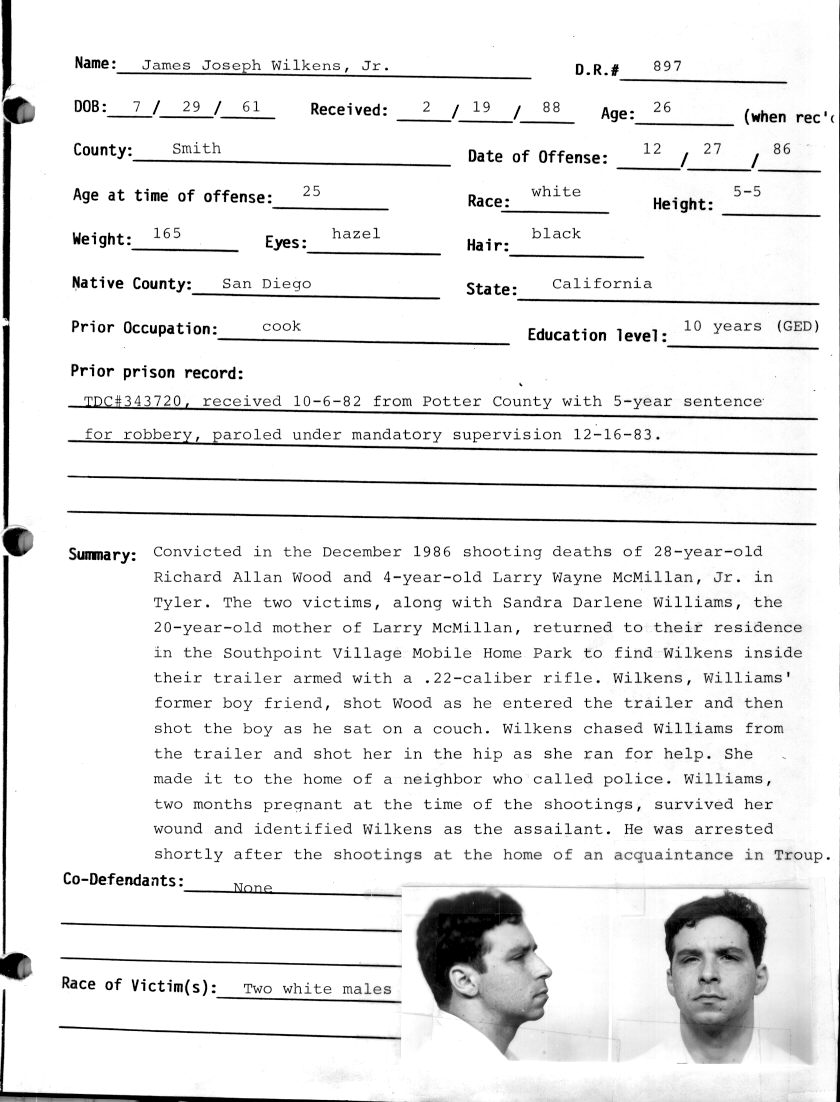 Name: James Joseph Wilkens, Jr. D.R.# 897
DOB: 7 / 29 / 61 Received: 2 / 19 / 88 Age: 26 (when rec'
County: Smith Date of Offense: 12 / 27 / 86
Age at time of offense: 25 Race: white Height: 5-5
Weight: 165 Eyes: hazel Hair: black
Native County: San Diego State: California
Prior Occupation: cook Education level: 10 years (GED)
Prior prison record:
TDC#343720, received 10-6-82 from Potter County with 5-year sentence
for robbery, paroled under mandatory supervision 12-16-83.
Summary: Convicted in the December 1986 shooting deaths of 28-year-old
Richard Allan Wood and 4-year-old Larry Wayne McMillan, Jr. in
Tyler. The two victims, along with Sandra Darlene Williams, the
20-year-old mother of Larry McMillan, returned to their residence
in the Southpoint Village Mobile Home Park to find Wilkens inside
their trailer armed with a .22-caliber rifle. Wilkens, Williams'
former boy friend, shot Wood as he entered the trailer and then
shot the boy as he sat on a couch. Wilkens chased Williams from
the trailer and shot her in the hip as she ran for help. She
made it to the home of a neighbor who called police. Williams,
two months pregnant at the time of the shootings, survived her
wound and identified Wilkens as the assailant. He was arrested
shortly after the shootings at the home of an acquaintance in Troup.
Co-Defendants: None
Race of Victim(s): Two white males